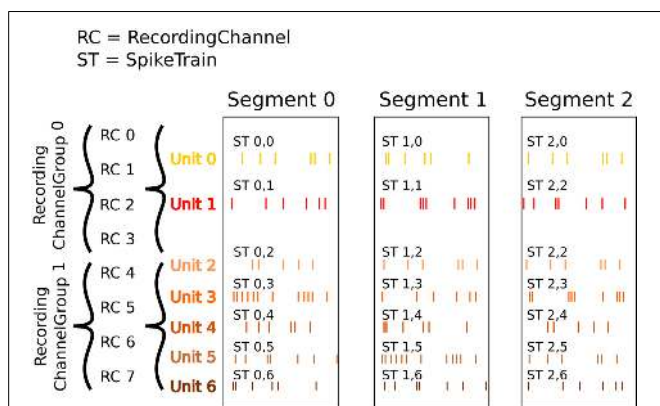 RC = RecordingChannel
ST = SpikeTrain
Segment 0 Segment 1 Segment 2
Recording
ChannelGroup 0
RC 0
RC 1
RC 2
RC 3
Unit 0
Unit 1
ST 0,0 ST 1,0 ST 2,0
ST 0,1 ST 1,1 ST 2,2
Recording
ChannelGroup 1
RC 4
RC 5
RC 6
RC 7
Unit 2
Unit 3
Unit 4
Unit 5
Unit 6
ST 0,2 ST 1,2 ST 2,2
ST 0,3 ST 1,3 ST 2,3
ST 0,4 ST 1,4 ST 2,4
ST 0,5 ST 1,5 ST 2,5
ST 0,6 ST 1,6 ST 2,6